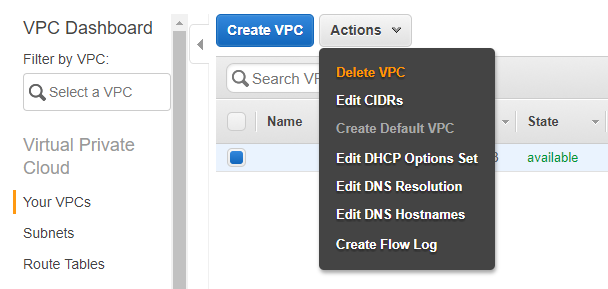 VPC Dashboard
Filter by VPC:
Select a VPC
Virtual Private
Cloud
Your VPCs
Subnets
Route Tables
Create VPC Actions
Search VP
Name State
available
Delete VPC
Edit CIDRs
Create Default VPC
Edit DHCP Options Set
Edit DNS Resolution
Edit DNS Hostnames
Create Flow Log